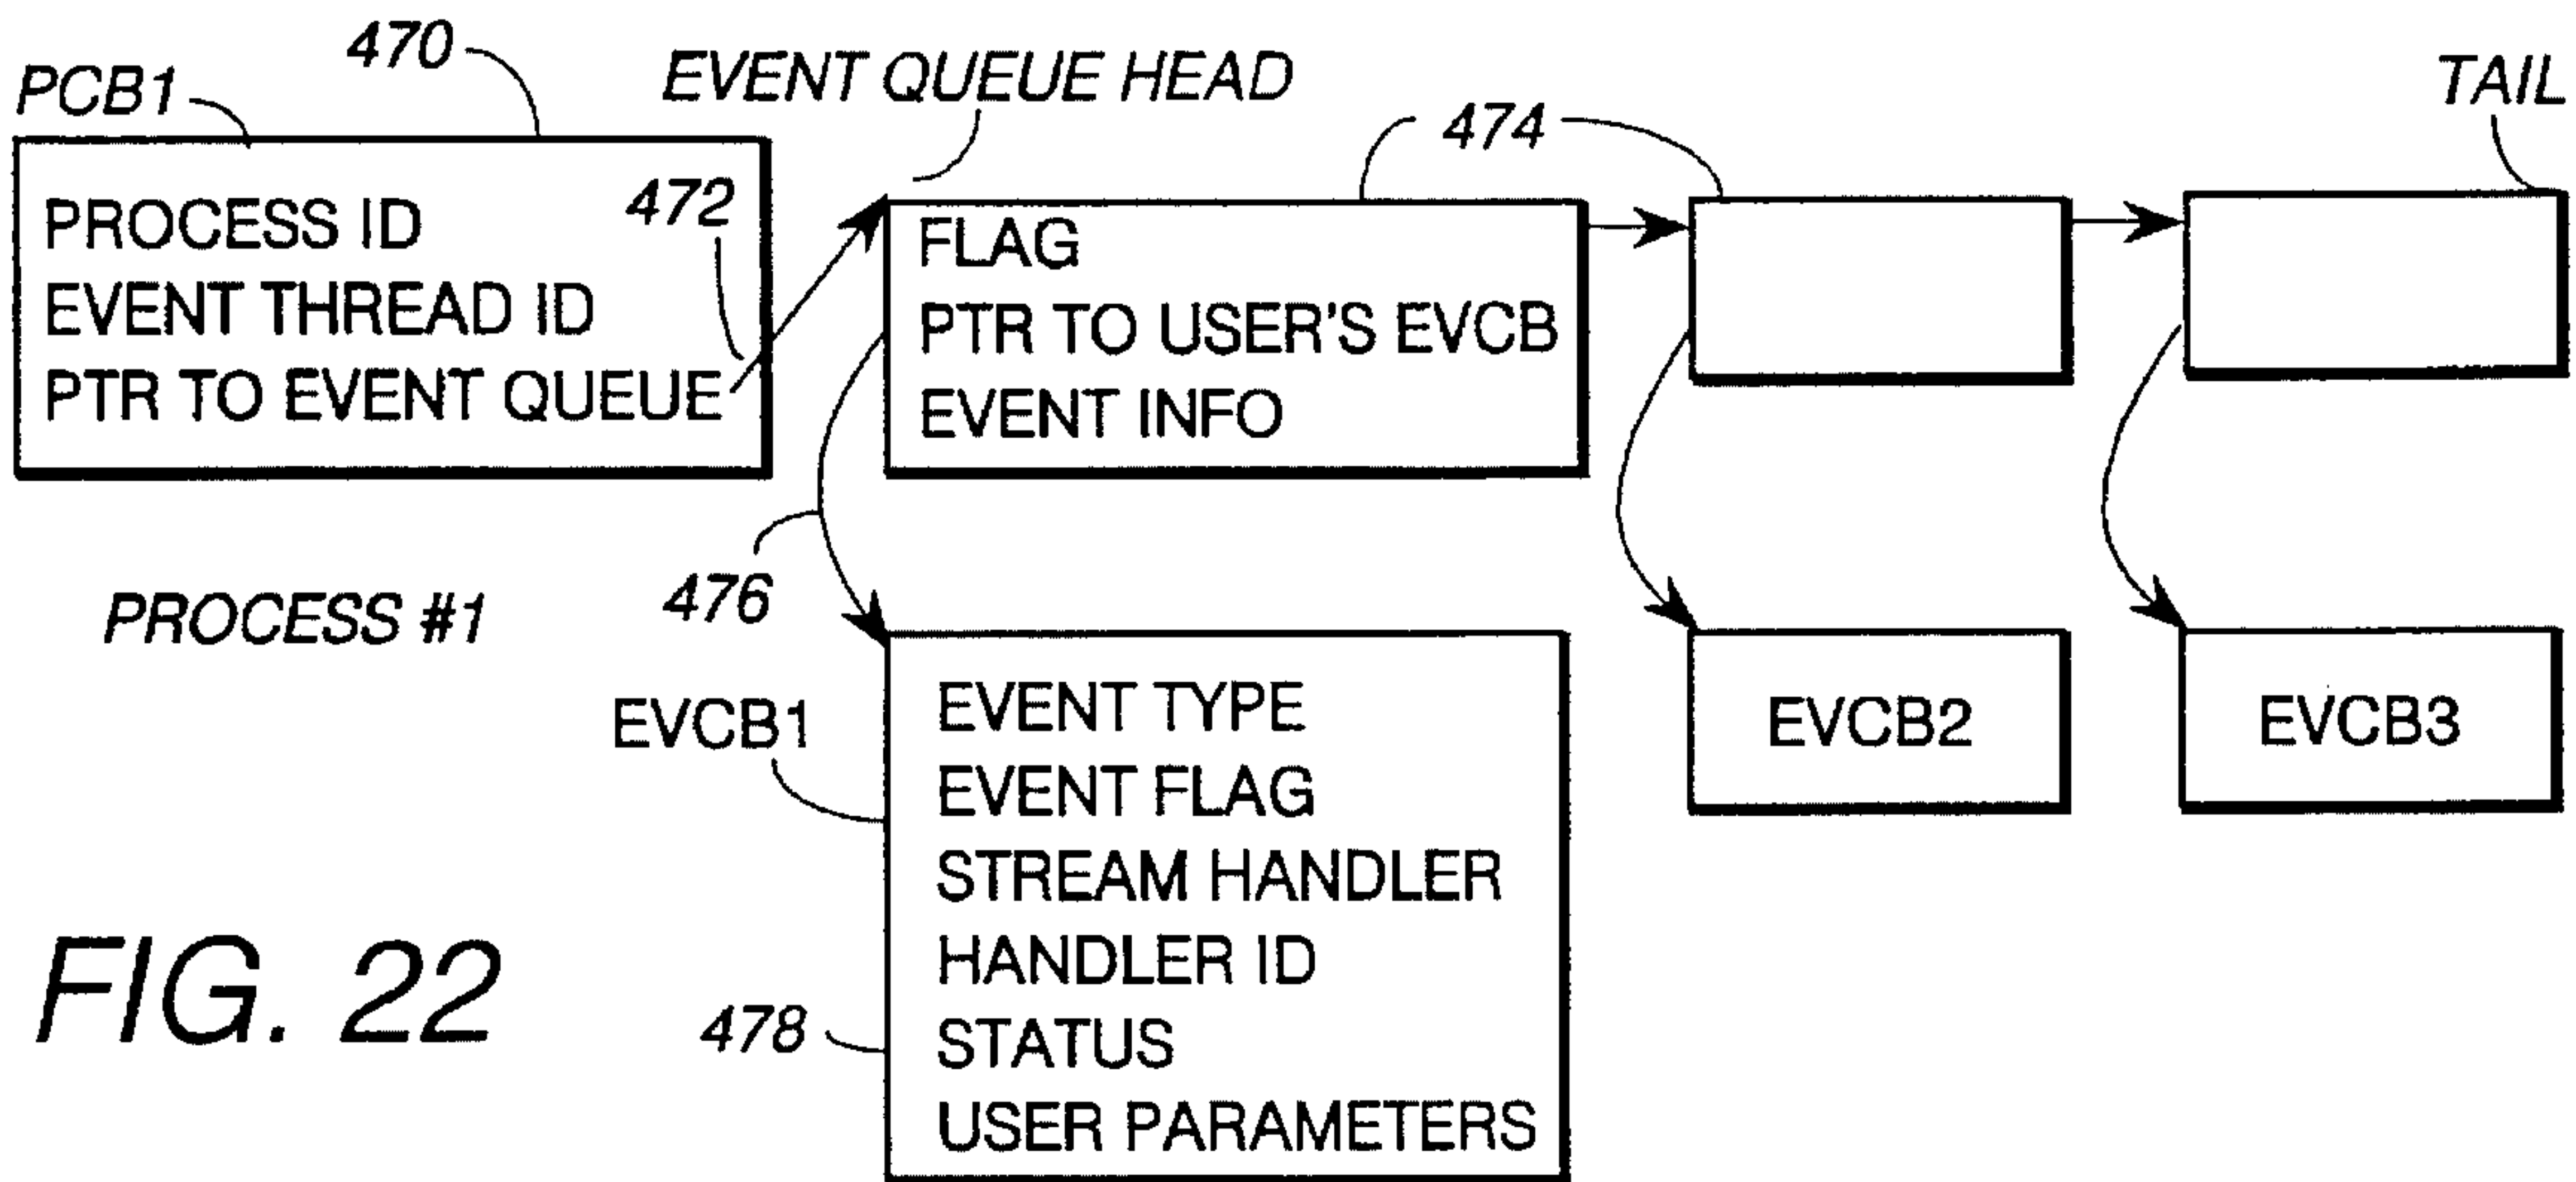 PCB1
470
EVENT QUEUE HEAD
474
TAIL
PROCESS ID
EVENT THREAD ID
PTR TO EVENT QUEUE
472
FLAG
PTR TO USER'S EVCB
EVENT INFO
476
PROCESS #1
EVCB1
EVENT TYPE
EVENT FLAG
STREAM HANDLER
HANDLER ID
STATUS
USER PARAMETERS
478
EVCB2
EVCB3
FIG. 22